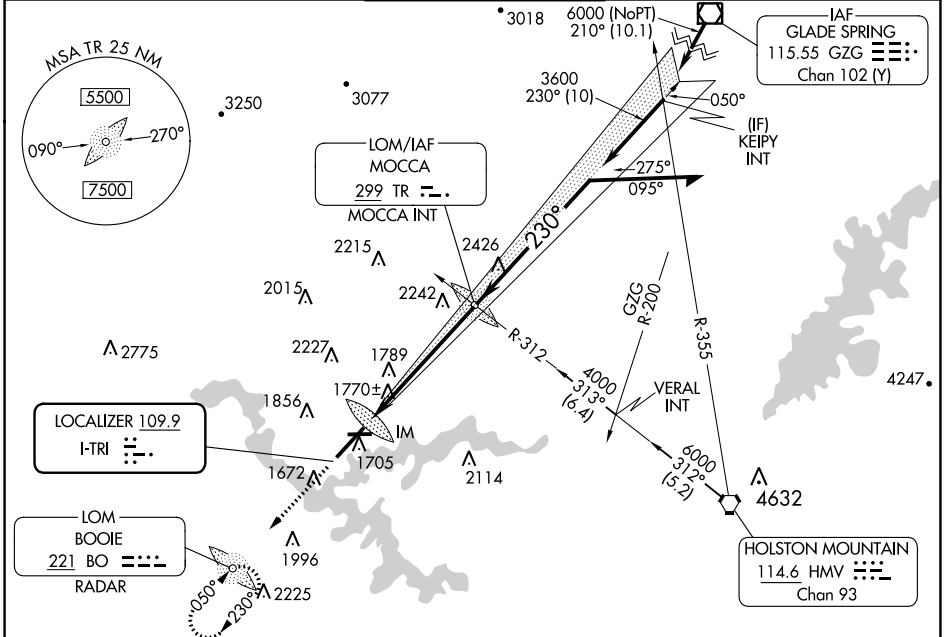 MSA TR 25 NM
5500
090°
270°
7500
3018
3250
3077
6000 (NoPT)
210° (10.1)
IAF
GLADE SPRING
115.55 GZG
Chan 102 (Y)
3600
230° (10)
050°
(IF)
KEIPY
INT
LOM/IAF
MOCCA
299 TR
MOCCA INT
275°
095°
230°
2215
2426
2015
2242
GZG
R-200
R-355
R-312
2775
2227
1789
1770±
4000
313°
(6.4)
VERAL
INT
4247
1856
LOCALIZER 109.9
I-TRI
IM
1705
1672
2114
6000
312°
(5.2)
4632
LOM
BOOIE
221 BO
RADAR
1996
2225
050°
230°
HOLSTON MOUNTAIN
114.6 HMV
Chan 93